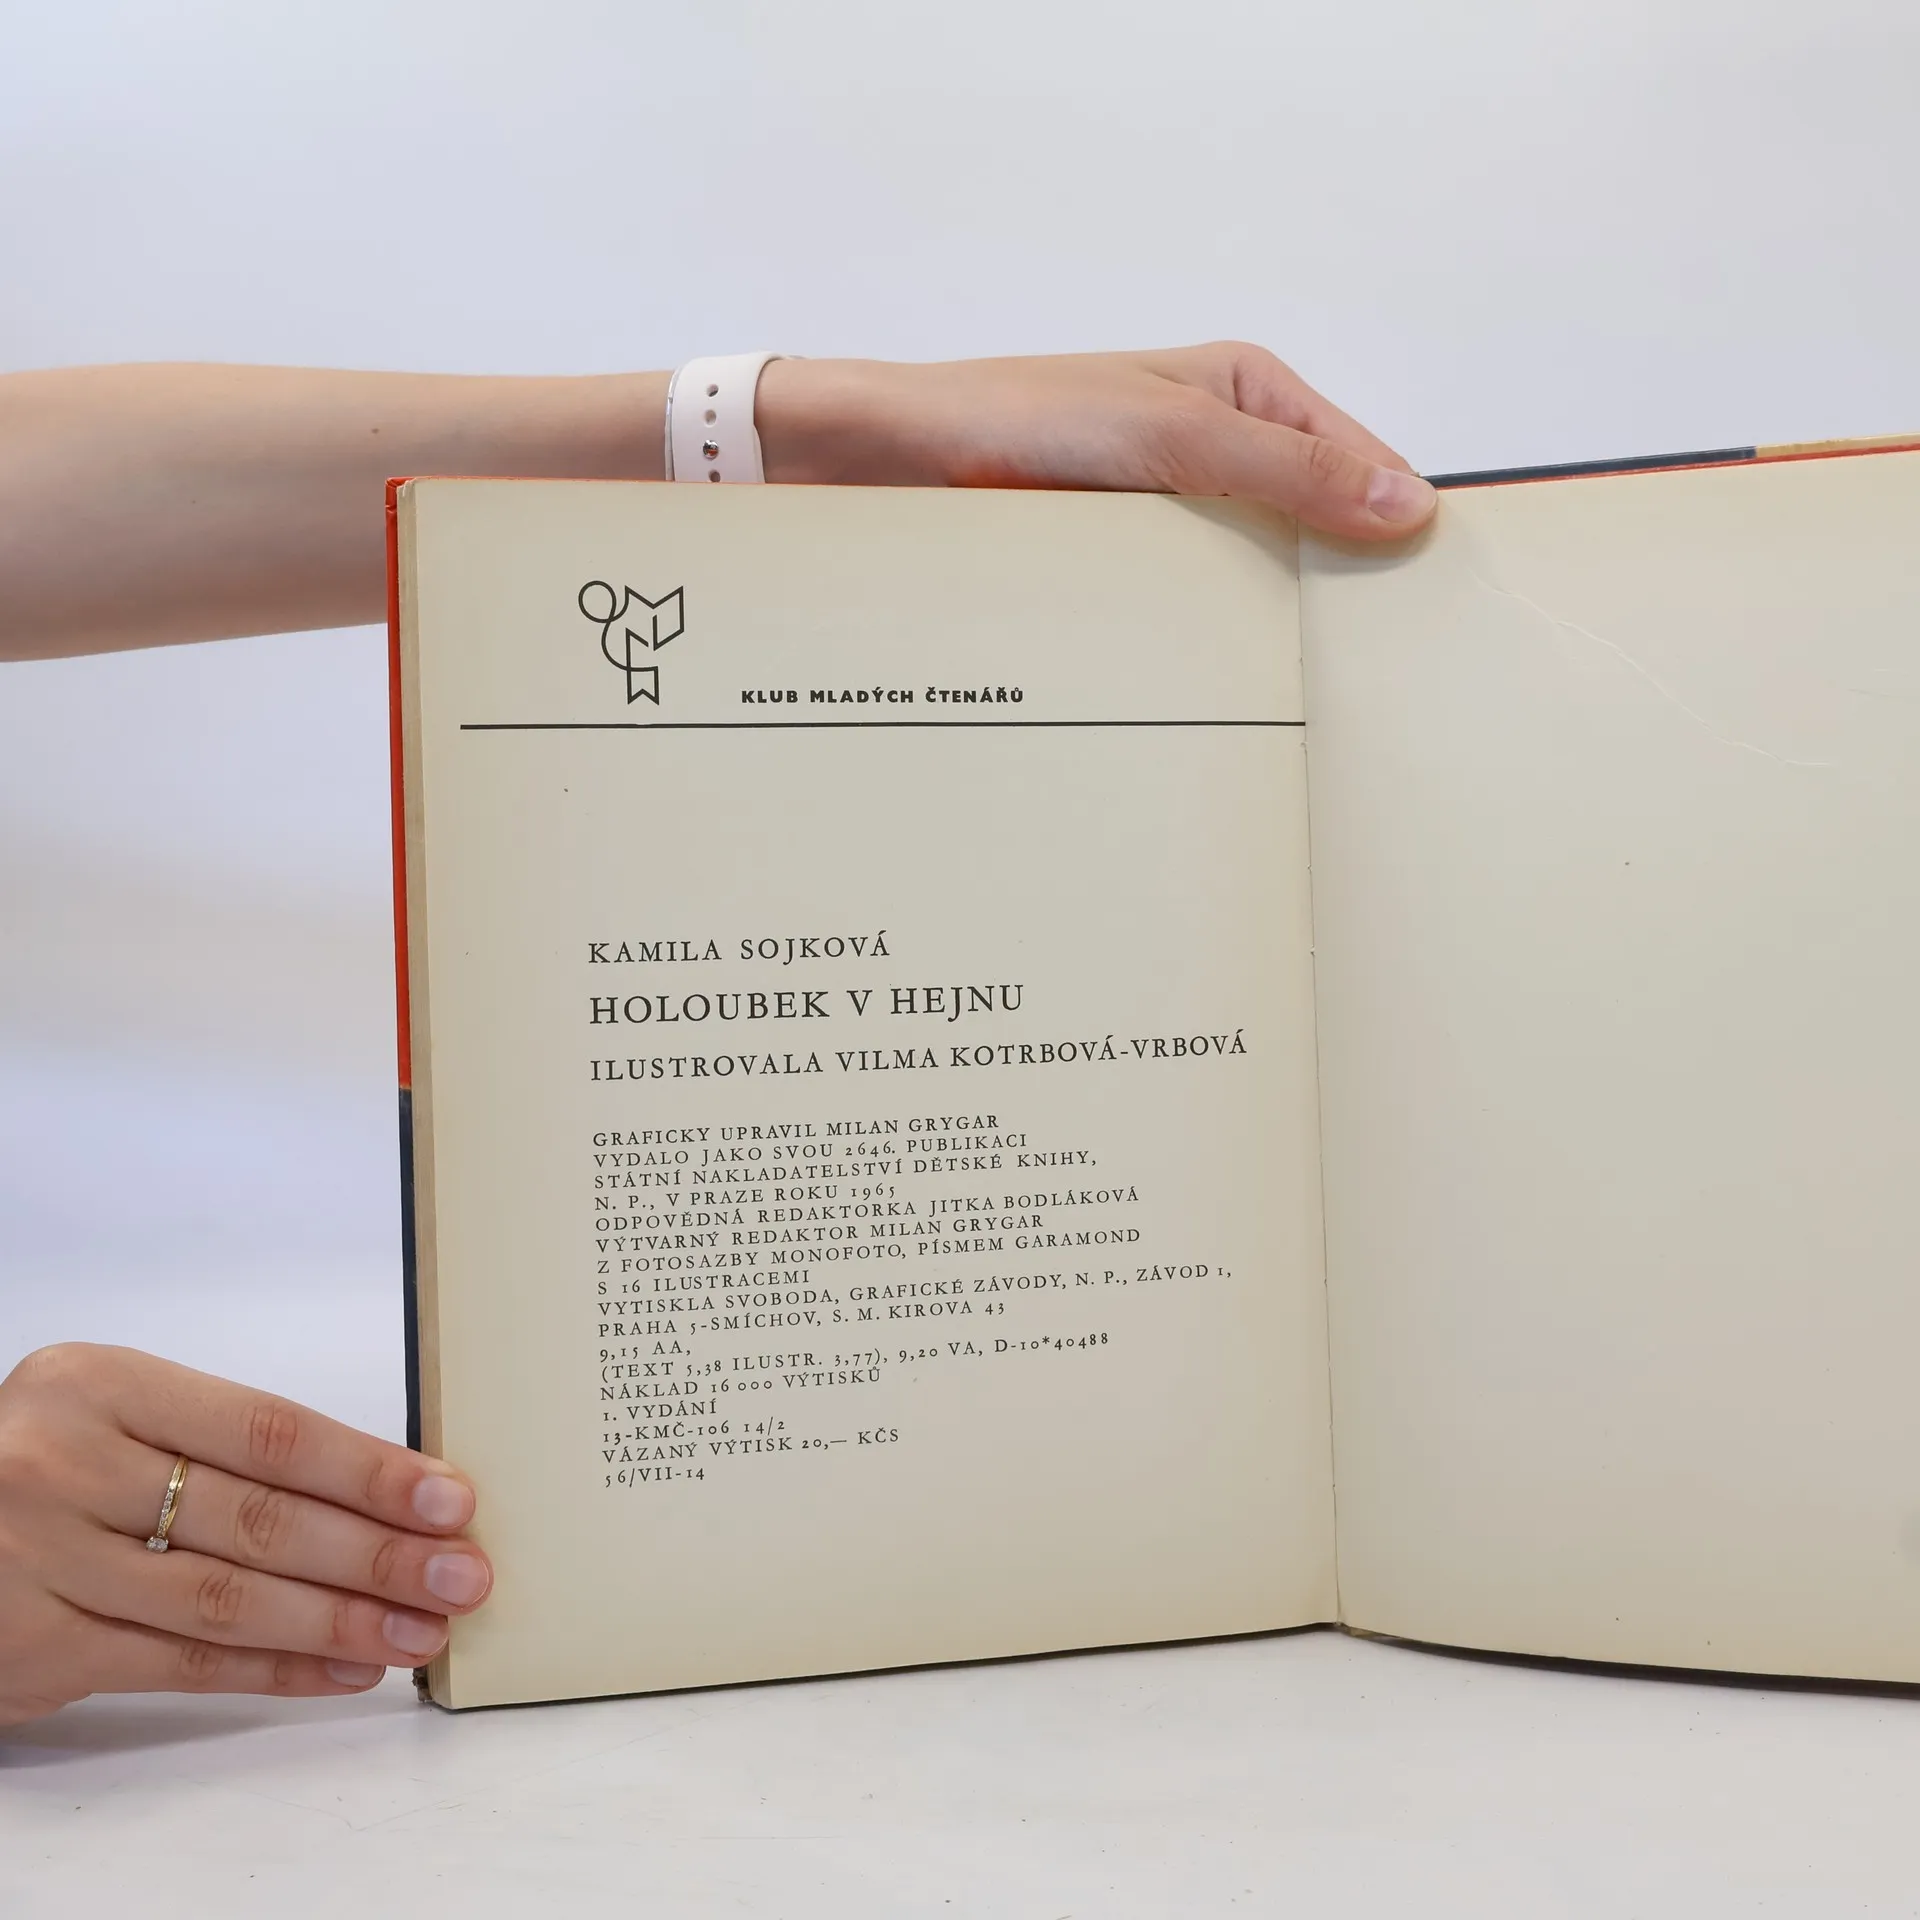 KLUB MLADÝCH ČTENÁŘŮ
KAMILA SOJKOVÁ
HOLOUBEK V HEJNU
ILUSTROVALA VILMA KOTRBOVÁ-VRBOVÁ
GRAFICKY UPRAVIL MILAN GRYGAR
VYDALO JAKO SVOU 2646. PUBLIKACI
STÁTNÍ NAKLADATELSTVÍ DĚTSKÉ KNIHY,
N. P., V PRAZE ROKU 1965
ODPOVĚDNÁ REDAKTORKA JITKA BODLÁKOVÁ
VÝTVARNÝ REDAKTOR MILAN GRYGAR
Z FOTOSAZBY MONOFOTO, PÍSMEM GARAMOND
S 16 ILUSTRACEMI
VYTISKLA SVOBODA, GRAFICKÉ ZÁVODY, N. P., ZÁVOD 1,
PRAHA 5-SMÍCHOV, S. M. KIROVA 43
9,15 AA,
(TEXT 5,38 ILUSTR. 3,77), 9,20 VA, D-10*40488
NÁKLAD 16 000 VÝTISKŮ
1. VYDÁNÍ
13-KMČ-106 14/2
VÁZANÝ VÝTISK 20,— KČS
56/VII-14